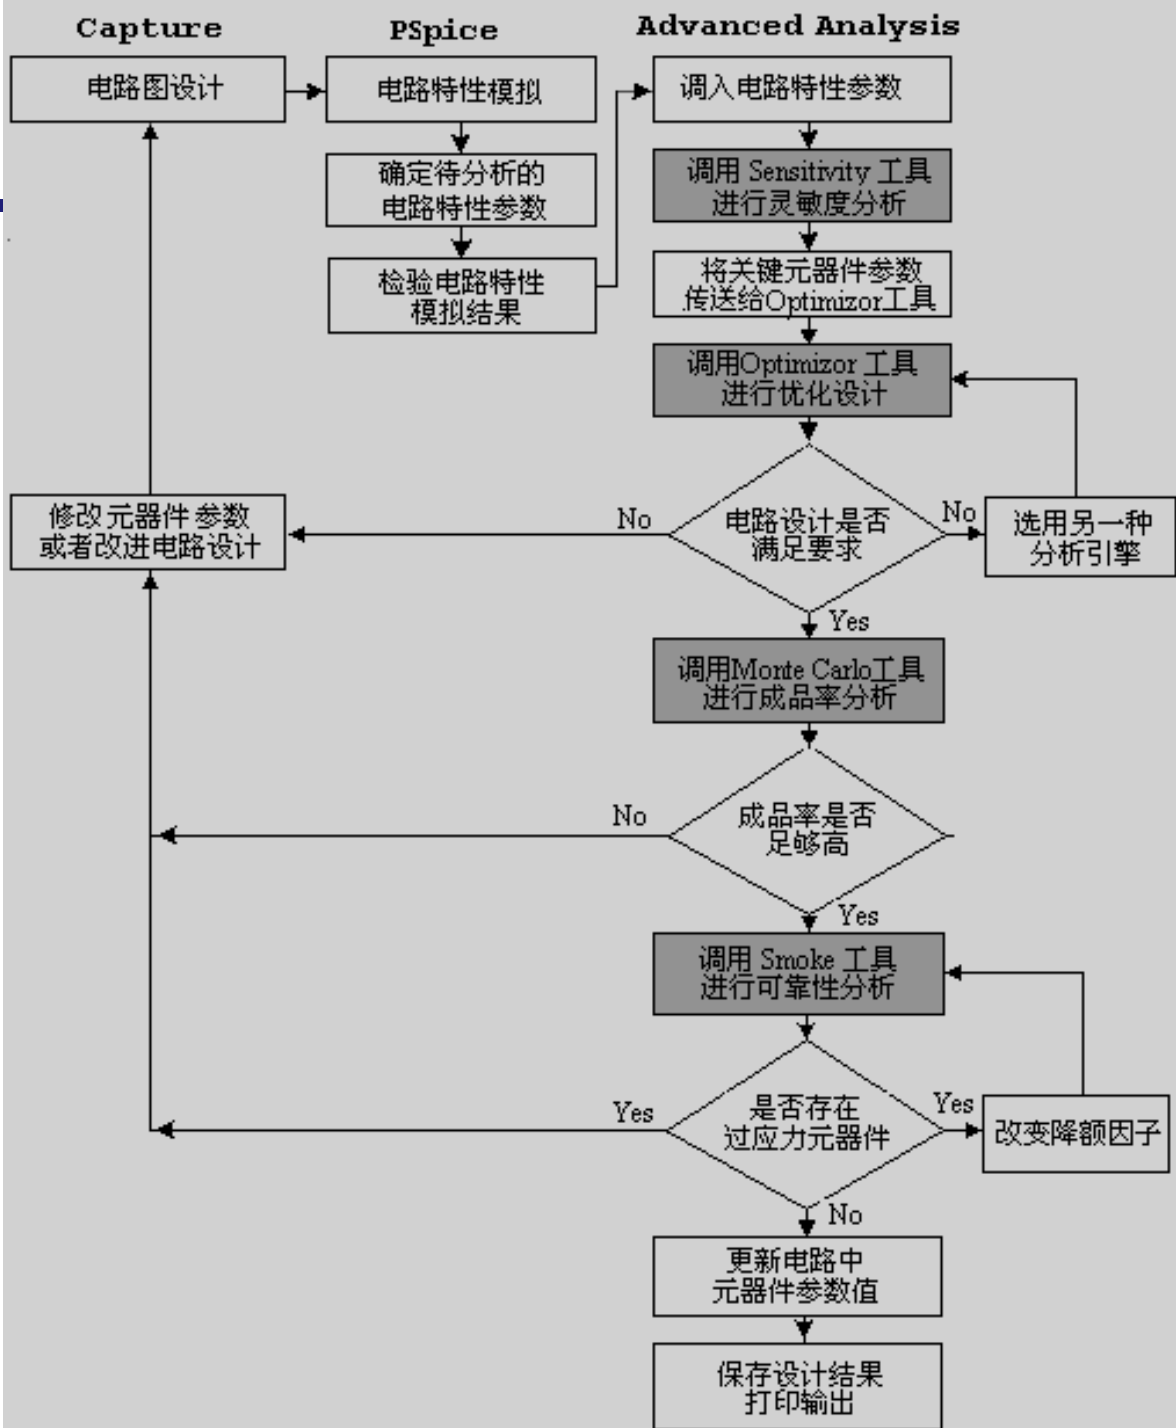 Capture
PSpice
Advanced Analysis
电路图设计
电路特性模拟
调入电路特性参数
确定待分析的
电路特性参数
检验电路特性
模拟结果
调用 Sensitivity 工具
进行灵敏度分析
将关键元器件参数
传送给Optimizor工具
调用Optimizor 工具
进行优化设计
修改元器件参数
或者改进电路设计
No
电路设计是否
满足要求
No
选用另一种
分析引擎
Yes
调用Monte Carlo工具
进行成品率分析
No
成品率是否
足够高
Yes
调用 Smoke 工具
进行可靠性分析
Yes
是否存在
过应力元器件
Yes
改变降额因子
No
更新电路中
元器件参数值
保存设计结果
打印输出